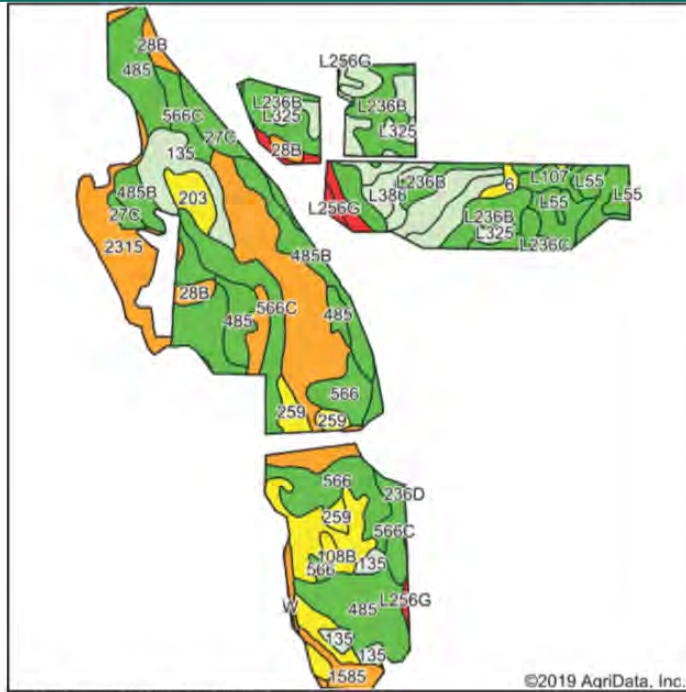 28B
485
L256G
L236B
L325
L236B
L325
566C
27C
28B
135
485B
203
27C
2315
L256G
L386
L236B
6
L107
L55
L55
L55
L236B
L325
L236C
485B
28B
566C
485
485
566
259
259
566
236D
259
566C
108B
566
135
L256G
485
W
135
135
1585
©2019 AgriData, Inc.